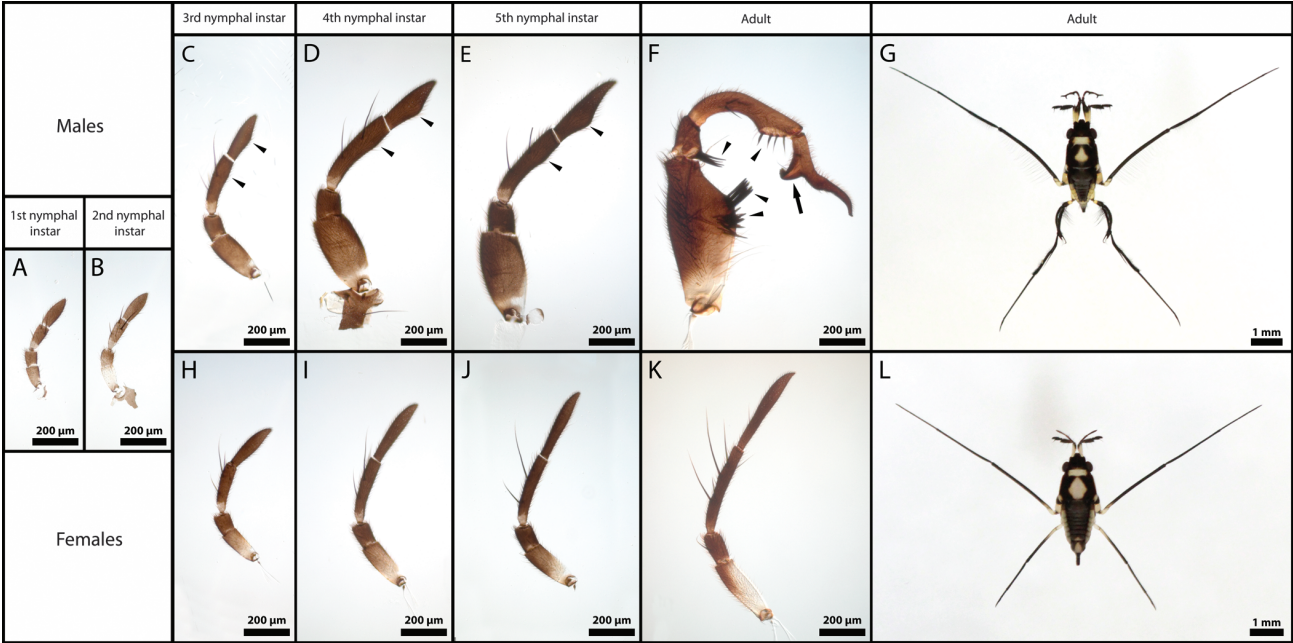 3rd nymphal instar
4th nymphal instar
5th nymphal instar
Adult
Adult
Males
C
D
E
F
G
200 µm
200 µm
200 µm
200 µm
1 mm
1st nymphal
instar
2nd nymphal
instar
A
B
200 µm
200 µm
Females
H
I
J
K
L
200 µm
200 µm
200 µm
200 µm
1 mm